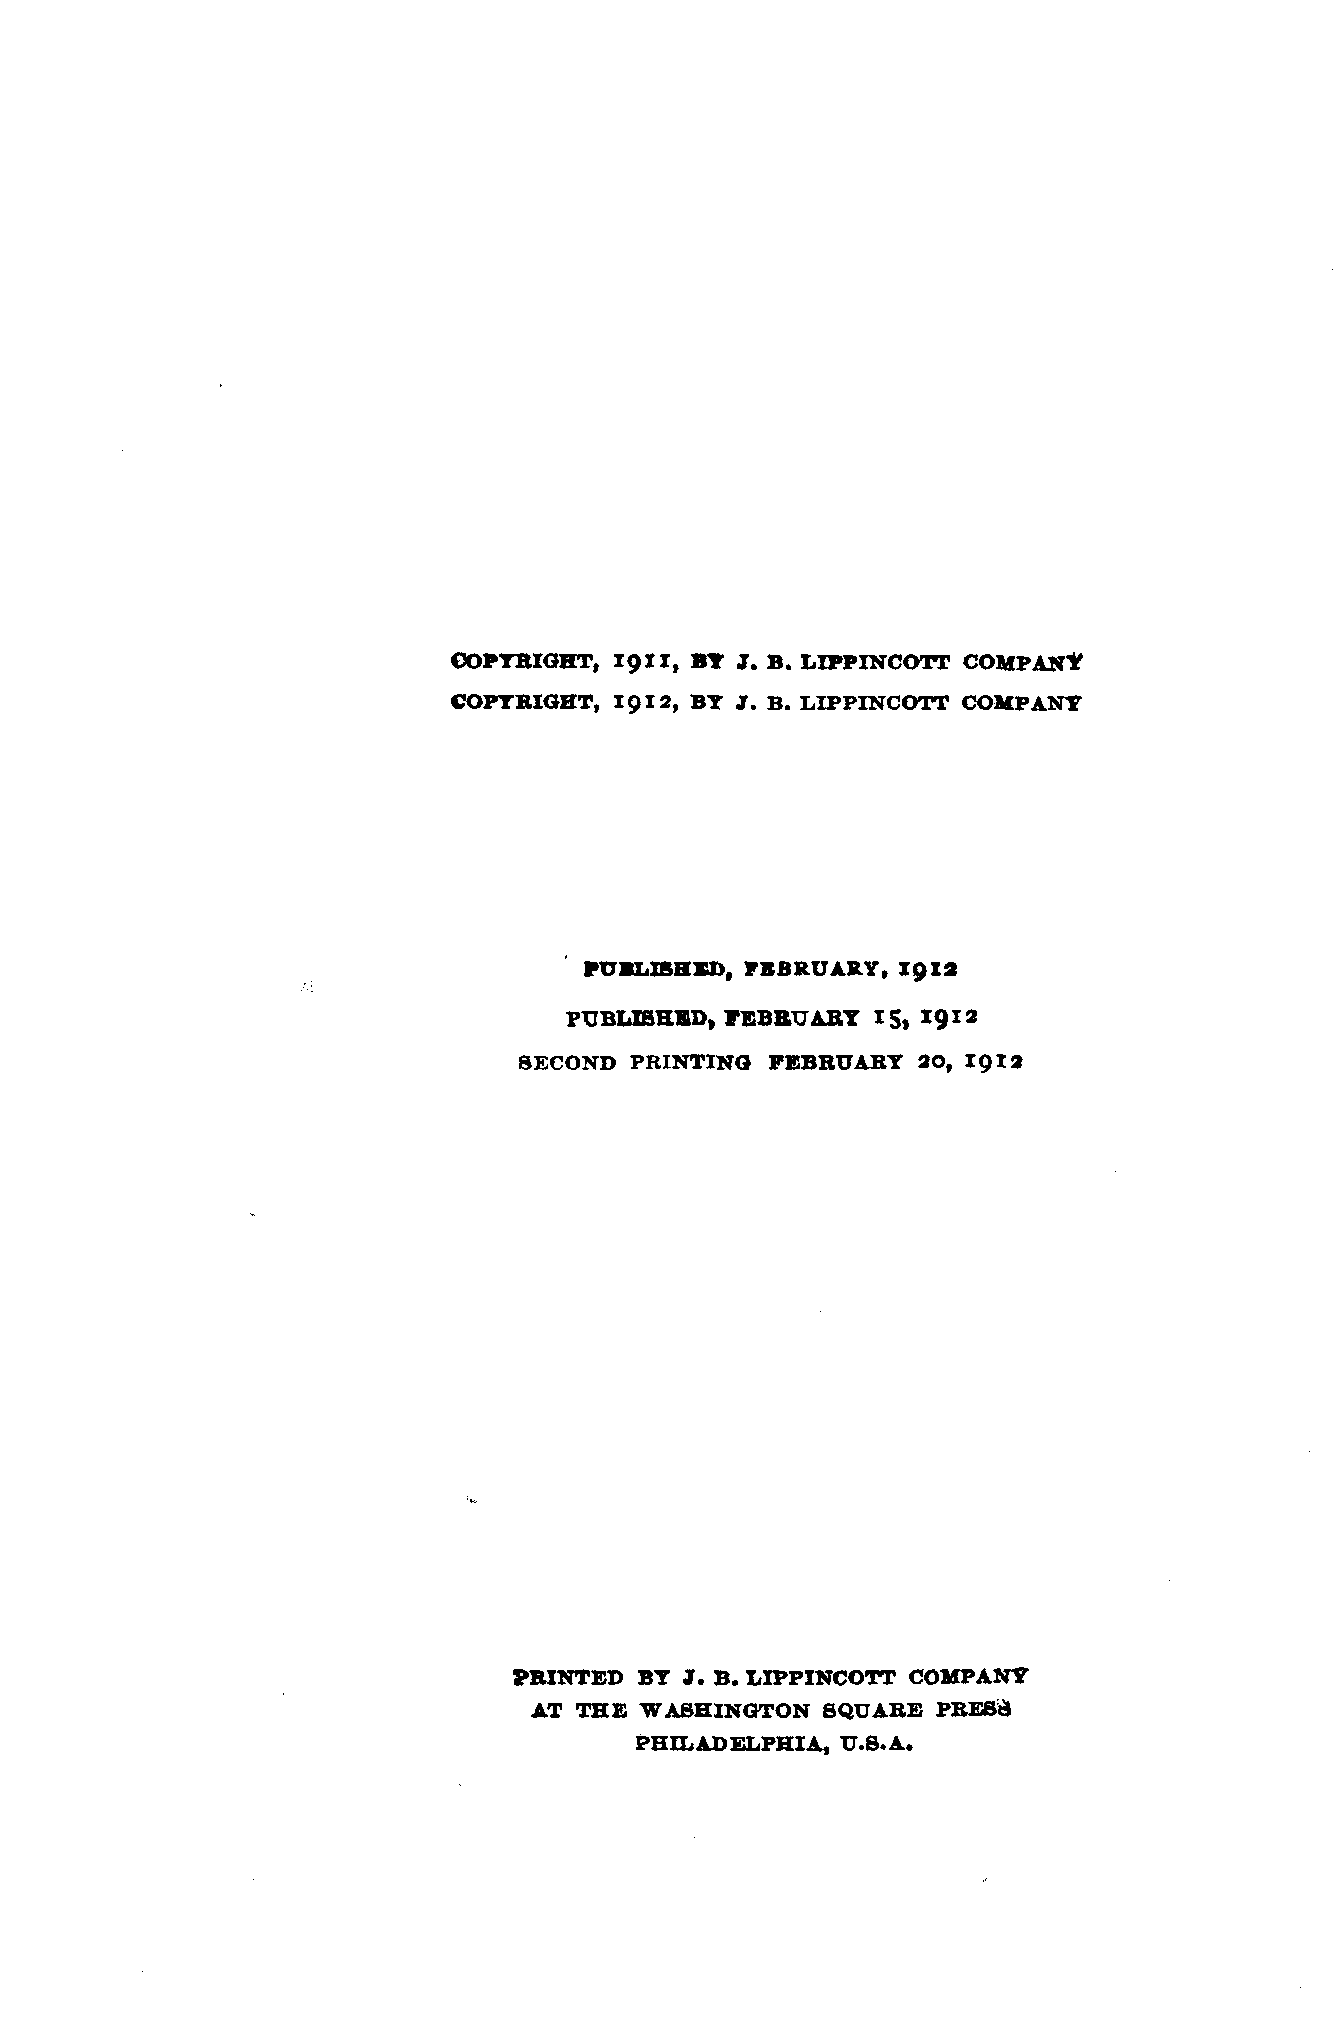 COPYRIGHT, 1911, BY J. B. LIPPINCOTT COMPANY
COPYRIGHT, 1912, BY J. B. LIPPINCOTT COMPANY
PUBLISHED, FEBRUARY, 1912
PUBLISHED, FEBRUARY 15, 1912
SECOND PRINTING FEBRUARY 20, 1912
PRINTED BY J. B. LIPPINCOTT COMPANY
AT THE WASHINGTON SQUARE PRESS
PHILADELPHIA, U.S.A.